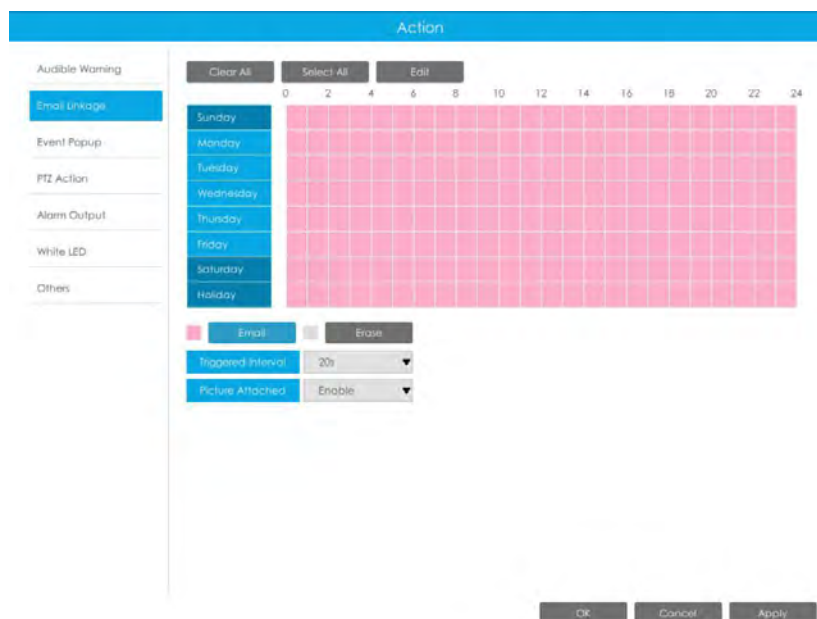 Action
Audible Warning
Email Linkage
Event Popup
PTZ Action
Alarm Output
White LED
Others
Clear All Select All Edit
0 2 4 6 8 10 12 14 16 18 20 22 24
Sunday
Monday
Tuesday
Wednesday
Thursday
Friday
Saturday
Holiday
Email Erase
Triggered Interval 20s
Picture Attached Enable
OK Cancel Apply